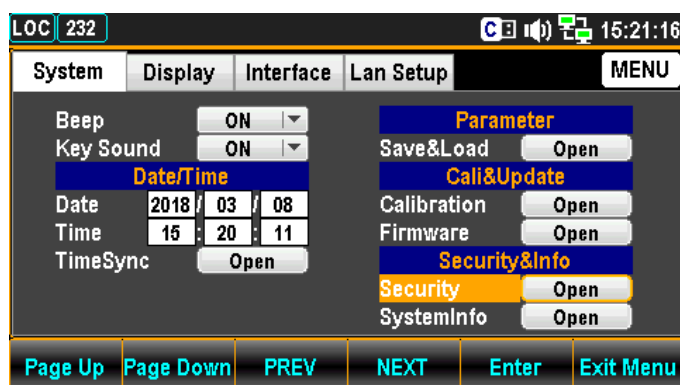 LOC 232 C 15:21:16
System Display Interface Lan Setup MENU
Beep ON
Key Sound ON
Date/Time
Date 2018 / 03 / 08
Time 15 : 20 : 11
TimeSync Open
Parameter
Save&Load Open
Cali&Update
Calibration Open
Firmware Open
Security&Info
Security Open
SystemInfo Open
Page Up Page Down PREV NEXT Enter Exit Menu